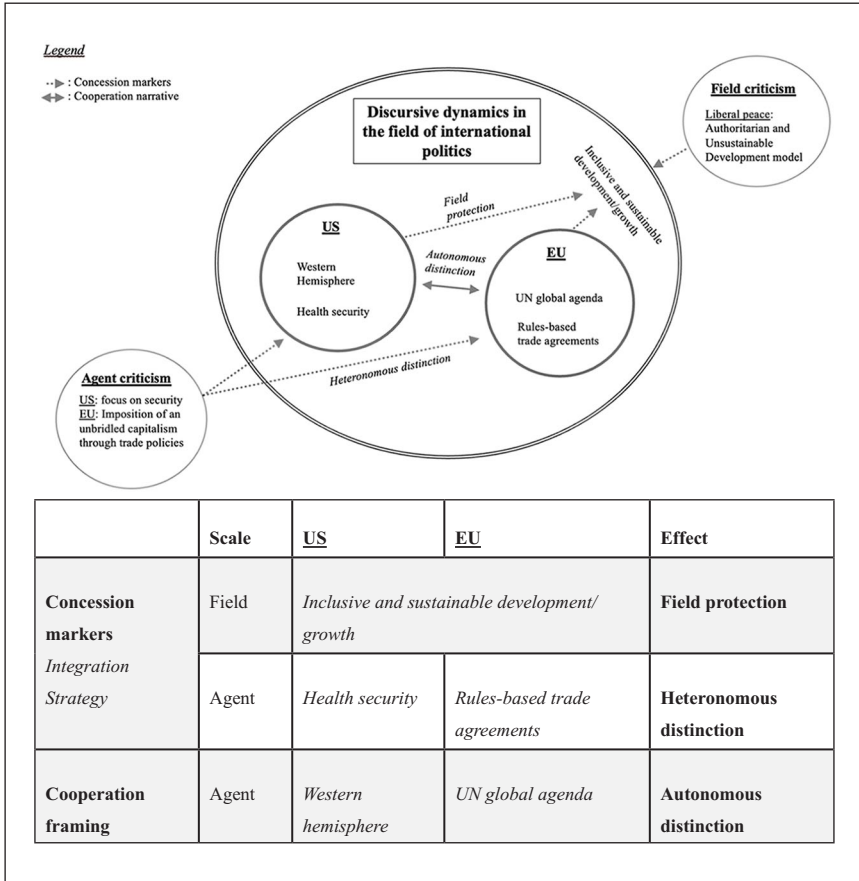 Legend
: Concession markers
: Cooperation narrative
Discursive dynamics in
the field of international
politics
Field criticism
Liberal peace:
Authoritarian and
Unsustainable
Development model
Inclusive and sustainable
development/growth
Field
protection
US
Western
Hemisphere
Health security
Autonomous
distinction
EU
UN global agenda
Rules-based
trade agreements
Heteronomous distinction
Agent criticism
US: focus on security
EU: Imposition of an
unbridled capitalism
through trade policies
Scale US EU Effect
Concession
markers
Integration
Strategy
Field
Inclusive and sustainable development/
growth
Field protection
Agent
Health security
Rules-based trade
agreements
Heteronomous
distinction
Cooperation
framing
Agent
Western
hemisphere
UN global agenda
Autonomous
distinction